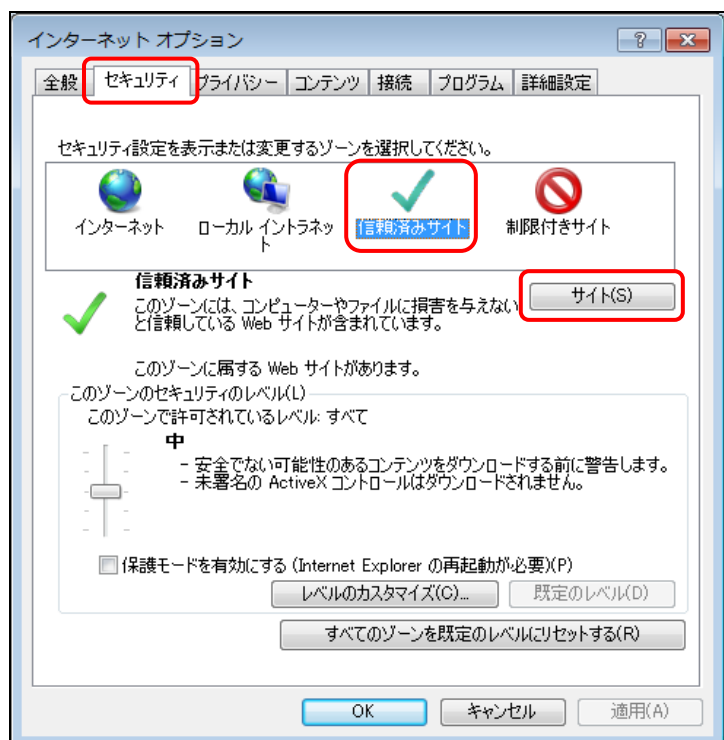 インターネット オプション
全般 セキュリティ プライバシー コンテンツ 接続 プログラム 詳細設定
セキュリティ設定を表示または変更するゾーンを選択してください。
インターネット ローカル イントラネット 信頼済みサイト 制限付きサイト
信頼済みサイト
サイト(S)
このゾーンには、コンピューターやファイルに損害を与えない
と信頼している Web サイトが含まれています。
このゾーンに属する Web サイトがあります。
このゾーンのセキュリティのレベル(L)
このゾーンで許可されているレベル: すべて
中
- 安全でない可能性のあるコンテンツをダウンロードする前に警告します。
- 未署名の ActiveX コントロールはダウンロードされません。
保護モードを有効にする (Internet Explorer の再起動が必要)(P)
レベルのカスタマイズ(C)... 既定のレベル(D)
すべてのゾーンを既定のレベルにリセットする(R)
OK キャンセル 適用(A)